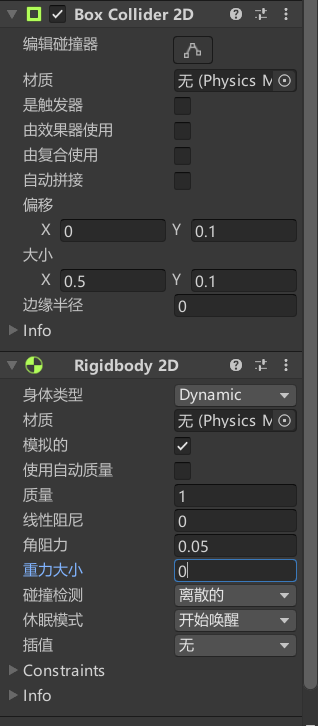 Box Collider 2D
编辑碰撞器
材质 无 (Physics M
是触发器
由效果器使用
由复合使用
自动拼接
偏移
X 0 Y 0.1
大小
X 0.5 Y 0.1
边缘半径 0
Info
Rigidbody 2D
身体类型 Dynamic
材质 无 (Physics M
模拟的
使用自动质量
质量 1
线性阻尼 0
角阻力 0.05
重力大小 0
碰撞检测 离散的
休眠模式 开始唤醒
插值 无
Constraints
Info